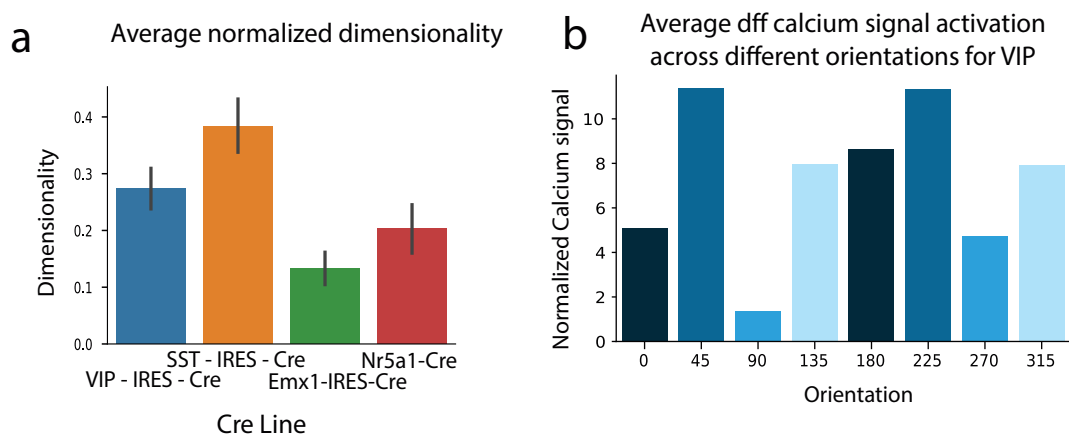 a
Average normalized dimensionality
Dimensionality
0.4
0.3
0.2
0.1
0.0
SST - IRES - Cre
Nr5a1-Cre
VIP - IRES - Cre
Emx1-IRES-Cre
Cre Line
b
Average dff calcium signal activation
across different orientations for VIP
Normalized Calcium signal
10
8
6
4
2
0
0 45 90 135 180 225 270 315
Orientation